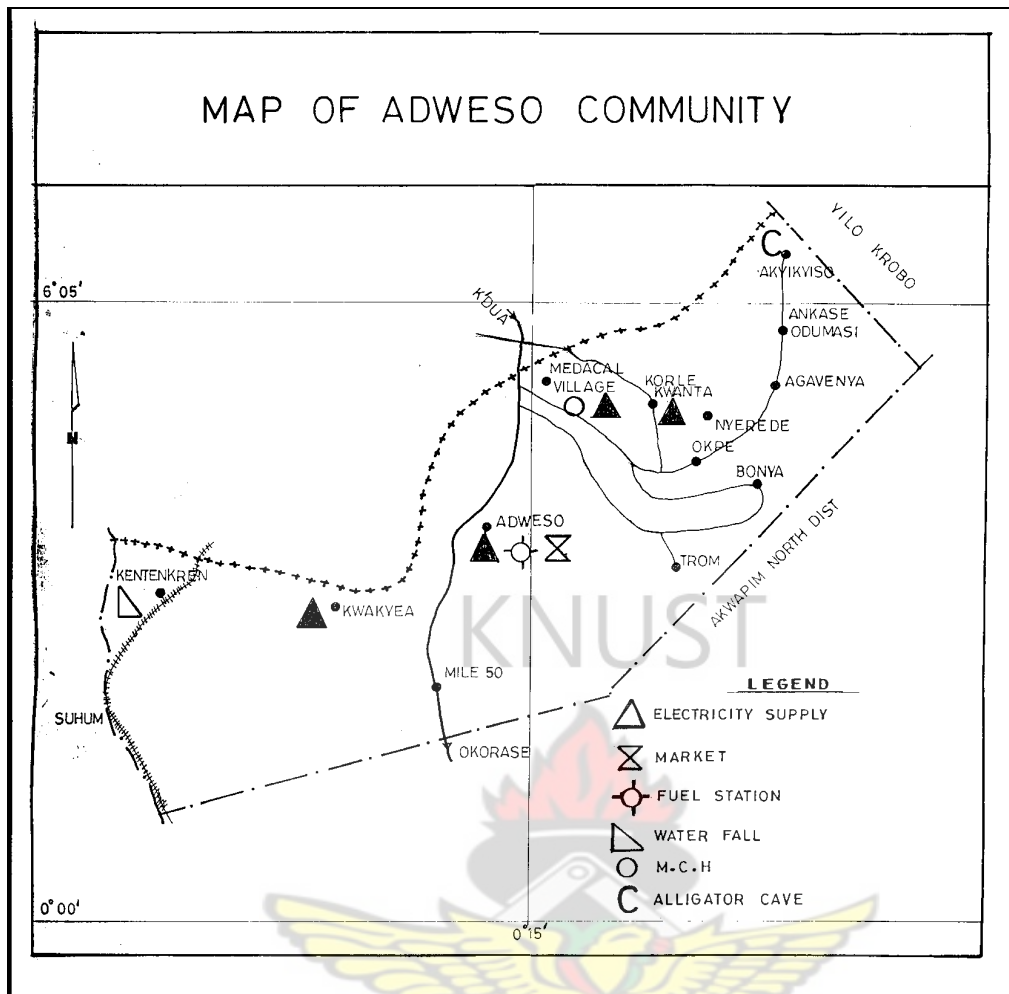 MAP OF ADWESO COMMUNITY
YILO KROBO
C
AKYIKYISO
6° 05'
K'DUA
ANKASE
ODUMASI
MEDACAL
VILLAGE
KORLE
KWANTA
AGAVENYA
NYEREDE
N
OKPE
BONYA
ADWESO
TROM
AKWAPIM NORTH DIST
KENTENKREN
KWAKYEA
KNUST
MILE 50
LEGEND
SUHUM
ELECTRICITY SUPPLY
OKORASE
MARKET
FUEL STATION
WATER FALL
M.C.H
C ALLIGATOR CAVE
0° 00'
0° 15'